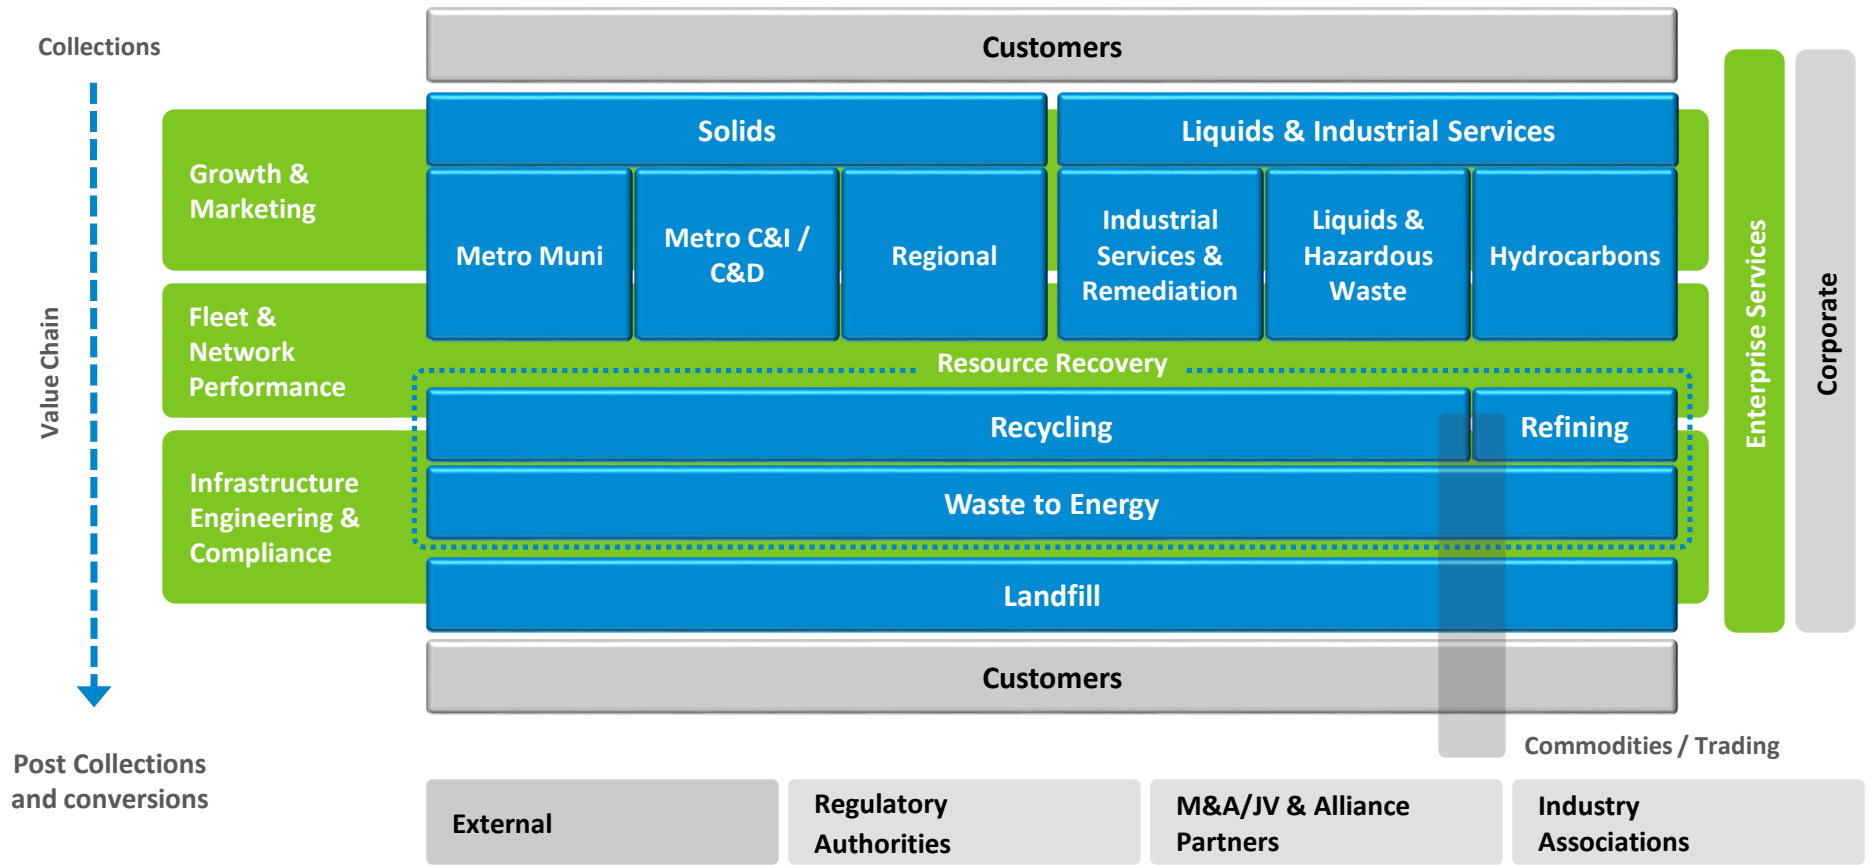 Collections
Customers
Solids
Liquids & Industrial Services
Growth &
Marketing
Metro Muni
Metro C&I /
C&D
Regional
Industrial
Services &
Remediation
Liquids &
Hazardous
Waste
Hydrocarbons
Fleet &
Network
Performance
Resource Recovery
Recycling
Refining
Infrastructure
Engineering &
Compliance
Waste to Energy
Landfill
Customers
Value Chain
Enterprise Services
Corporate
Commodities / Trading
Post Collections
and conversions
External
Regulatory
Authorities
M&A/JV & Alliance
Partners
Industry
Associations